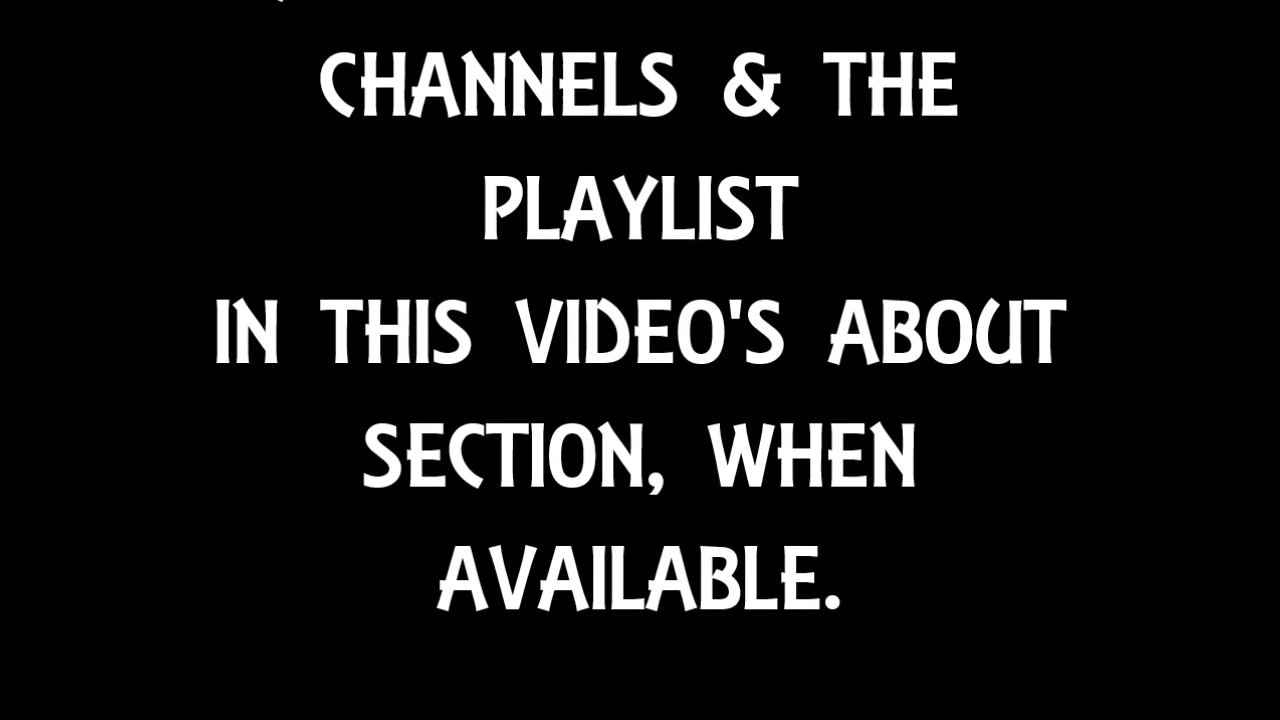 CHANNELS & THE
PLAYLIST
IN THIS VIDEO'S ABOUT
SECTION, WHEN
AVAILABLE.